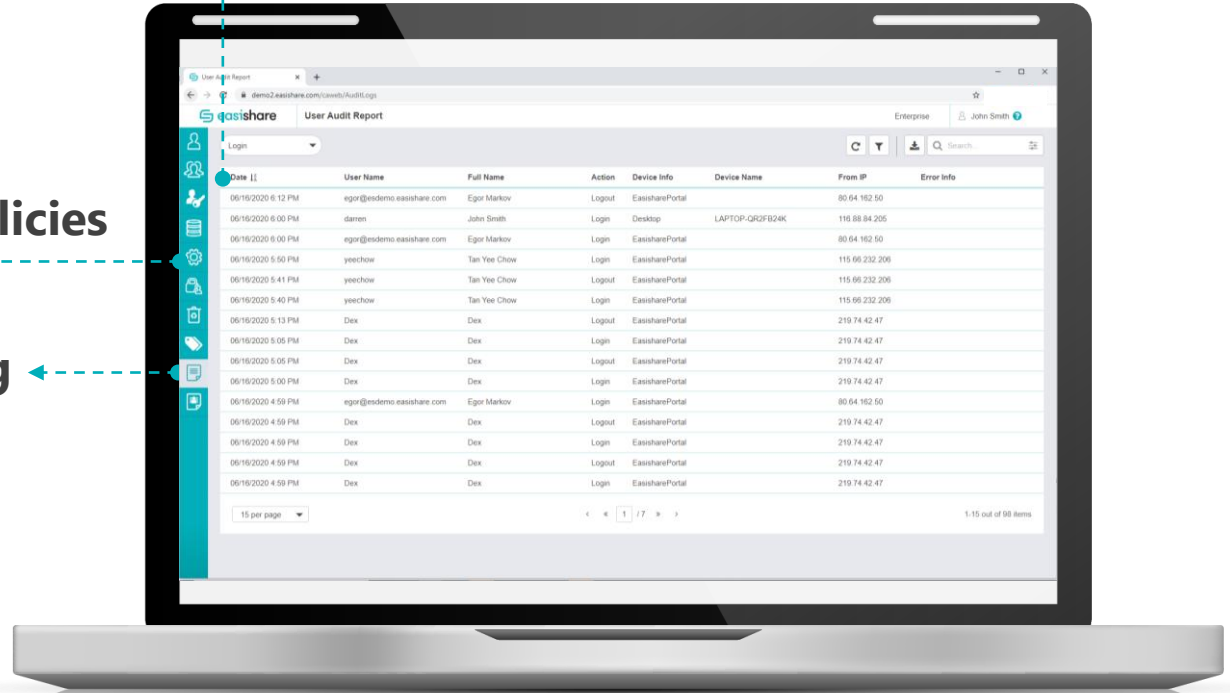 User Audit Report
demo2.easishare.com/caweb/AuditLogs
easishare User Audit Report Enterprise John Smith
Login Search...
Date User Name Full Name Action Device Info Device Name From IP Error Info
06/16/2020 6:12 PM egor@esdemo.easishare.com Egor Markov Logout EasisharePortal 80.64.162.50
06/16/2020 6:00 PM darren John Smith Login Desktop LAPTOP-QR2FB24K 116.88.84.205
06/16/2020 6:00 PM egor@esdemo.easishare.com Egor Markov Login EasisharePortal 80.64.162.50
licies
06/16/2020 5:50 PM yeechow Tan Yee Chow Login EasisharePortal 115.66.232.206
06/16/2020 5:41 PM yeechow Tan Yee Chow Logout EasisharePortal 115.66.232.206
06/16/2020 5:40 PM yeechow Tan Yee Chow Login EasisharePortal 115.66.232.206
06/16/2020 5:13 PM Dex Dex Logout EasisharePortal 219.74.42.47
06/16/2020 5:05 PM Dex Dex Login EasisharePortal 219.74.42.47
06/16/2020 5:05 PM Dex Dex Logout EasisharePortal 219.74.42.47
g
06/16/2020 5:00 PM Dex Dex Login EasisharePortal 219.74.42.47
06/16/2020 4:59 PM egor@esdemo.easishare.com Egor Markov Login EasisharePortal 80.64.162.50
06/16/2020 4:59 PM Dex Dex Logout EasisharePortal 219.74.42.47
06/16/2020 4:59 PM Dex Dex Login EasisharePortal 219.74.42.47
06/16/2020 4:59 PM Dex Dex Logout EasisharePortal 219.74.42.47
06/16/2020 4:59 PM Dex Dex Login EasisharePortal 219.74.42.47
15 per page 1 / 7 1-15 out of 98 items